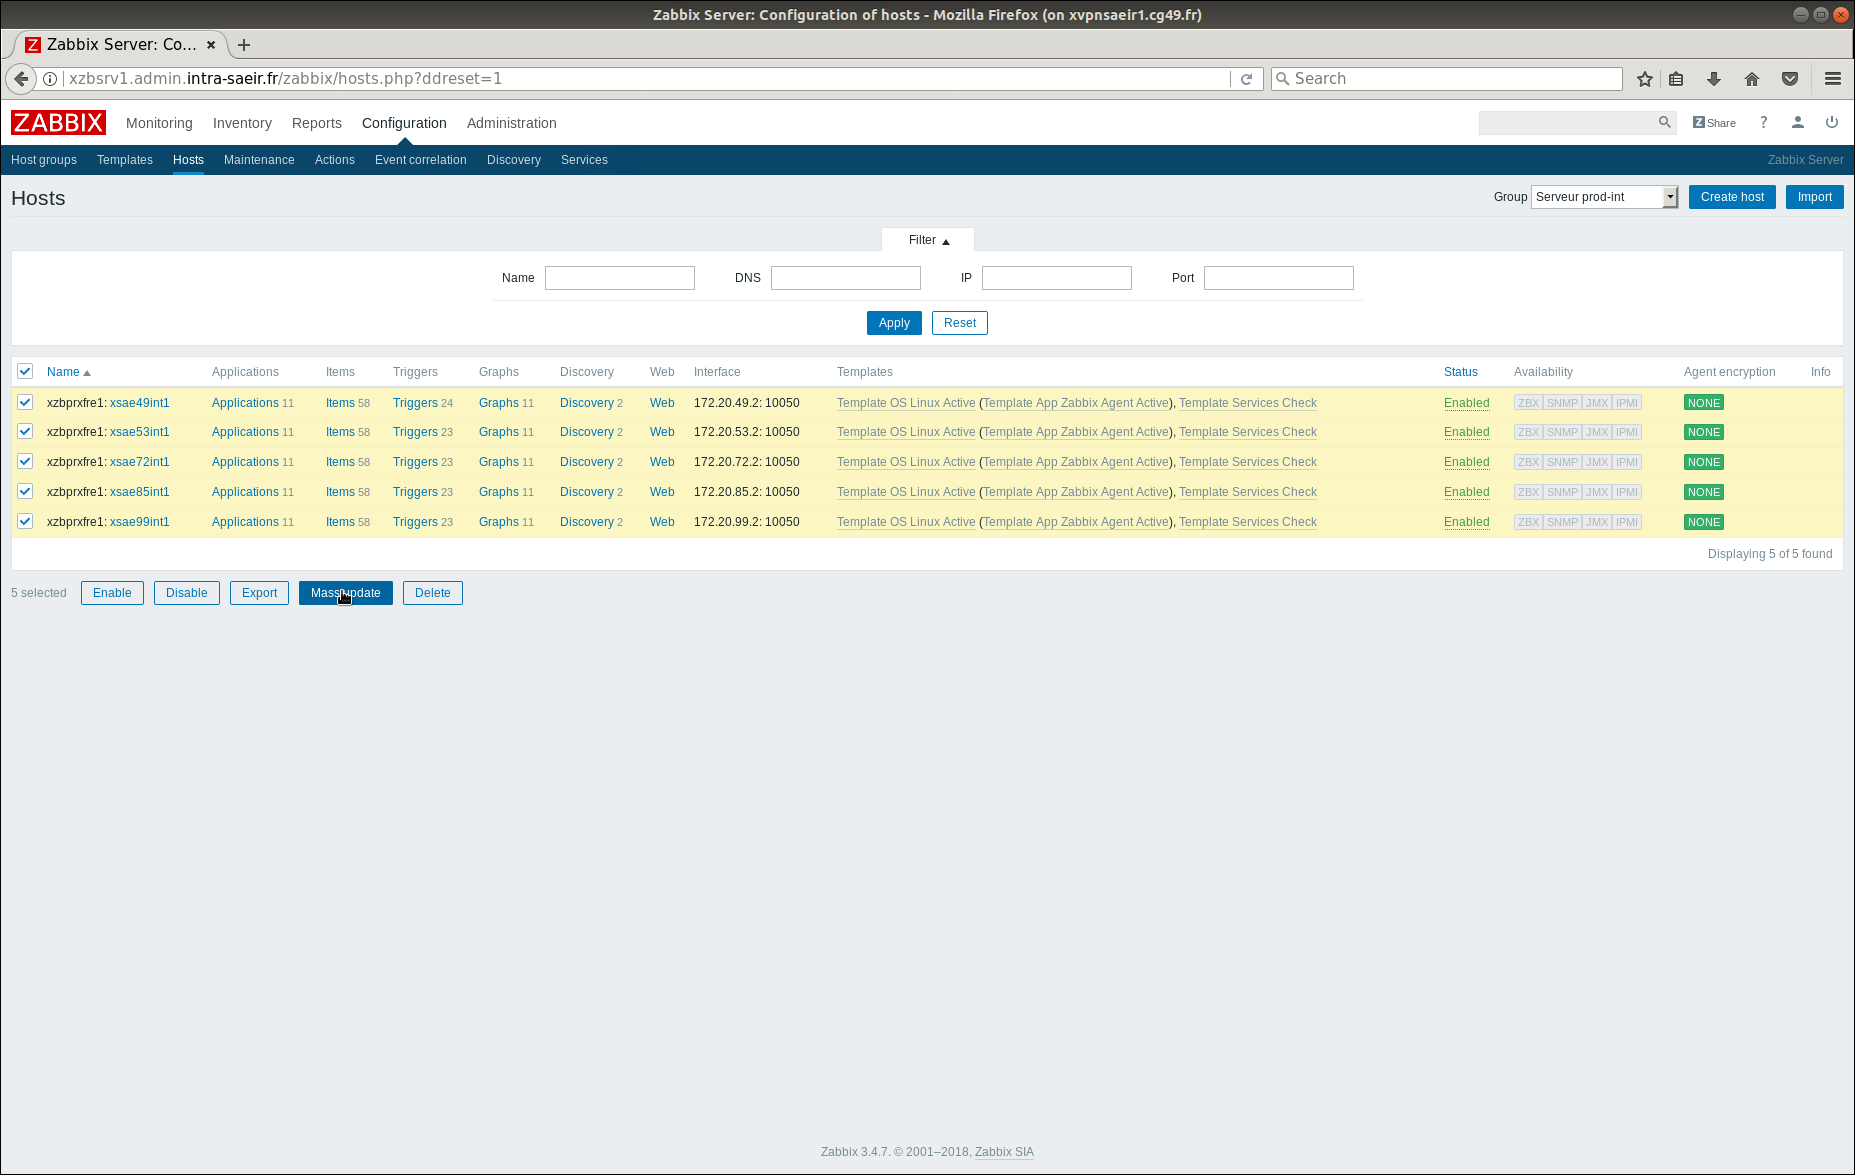 Zabbix Server: Configuration of hosts - Mozilla Firefox (on xvpnsaeir1.cg49.fr)
Zabbix Server: Co...
xzbsrv1.admin.intra-saeir.fr/zabbix/hosts.php?ddreset=1 Search
ZABBIX Monitoring Inventory Reports Configuration Administration Z Share ?
Host groups Templates Hosts Maintenance Actions Event correlation Discovery Services Zabbix Server
Hosts Group Serveur prod-int Create host Import
Filter
Name DNS IP Port
Apply Reset
Name Applications Items Triggers Graphs Discovery Web Interface Templates Status Availability Agent encryption Info
xzbprxfre1: xsae49int1 Applications 11 Items 58 Triggers 24 Graphs 11 Discovery 2 Web 172.20.49.2: 10050 Template OS Linux Active (Template App Zabbix Agent Active), Template Services Check Enabled ZBX SNMP JMX IPMI NONE
xzbprxfre1: xsae53int1 Applications 11 Items 58 Triggers 23 Graphs 11 Discovery 2 Web 172.20.53.2: 10050 Template OS Linux Active (Template App Zabbix Agent Active), Template Services Check Enabled ZBX SNMP JMX IPMI NONE
xzbprxfre1: xsae72int1 Applications 11 Items 58 Triggers 23 Graphs 11 Discovery 2 Web 172.20.72.2: 10050 Template OS Linux Active (Template App Zabbix Agent Active), Template Services Check Enabled ZBX SNMP JMX IPMI NONE
xzbprxfre1: xsae85int1 Applications 11 Items 58 Triggers 23 Graphs 11 Discovery 2 Web 172.20.85.2: 10050 Template OS Linux Active (Template App Zabbix Agent Active), Template Services Check Enabled ZBX SNMP JMX IPMI NONE
xzbprxfre1: xsae99int1 Applications 11 Items 58 Triggers 23 Graphs 11 Discovery 2 Web 172.20.99.2: 10050 Template OS Linux Active (Template App Zabbix Agent Active), Template Services Check Enabled ZBX SNMP JMX IPMI NONE
Displaying 5 of 5 found
5 selected Enable Disable Export Mass update Delete
Zabbix 3.4.7. © 2001–2018, Zabbix SIA